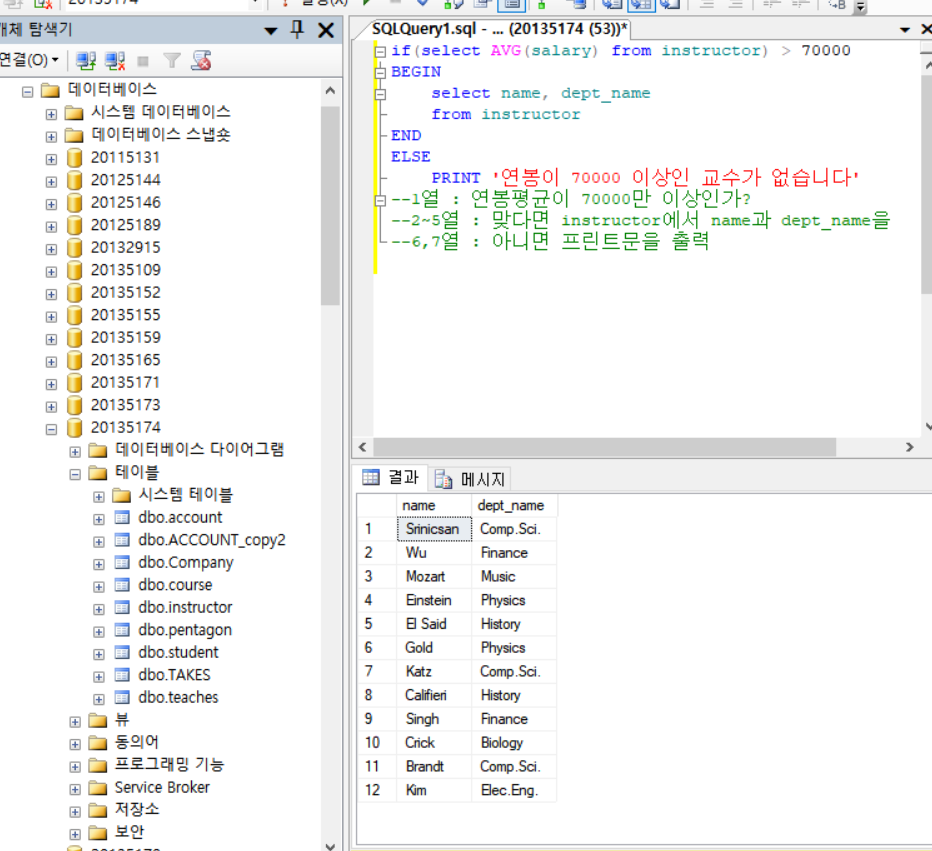 20135174
개체 탐색기
연결(O)
데이터베이스
시스템 데이터베이스
데이터베이스 스냅숏
20115131
20125144
20125146
20125189
20132915
20135109
20135152
20135155
20135159
20135165
20135171
20135173
20135174
데이터베이스 다이어그램
테이블
시스템 테이블
dbo.account
dbo.ACCOUNT_copy2
dbo.Company
dbo.course
dbo.instructor
dbo.pentagon
dbo.student
dbo.TAKES
dbo.teaches
뷰
동의어
프로그래밍 기능
Service Broker
저장소
보안
SQLQuery1.sql - ... (20135174 (53))*
if(select AVG(salary) from instructor) > 70000
BEGIN
select name, dept_name
from instructor
END
ELSE
PRINT '연봉이 70000 이상인 교수가 없습니다'
--1열 : 연봉평균이 70000만 이상인가?
--2~5열 : 맞다면 instructor에서 name과 dept_name을
--6,7열 : 아니면 프린트문을 출력
결과 메시지
name dept_name
1 Srinicsan Comp.Sci.
2 Wu Finance
3 Mozart Music
4 Einstein Physics
5 El Said History
6 Gold Physics
7 Katz Comp.Sci.
8 Califieri History
9 Singh Finance
10 Crick Biology
11 Brandt Comp.Sci.
12 Kim Elec.Eng.